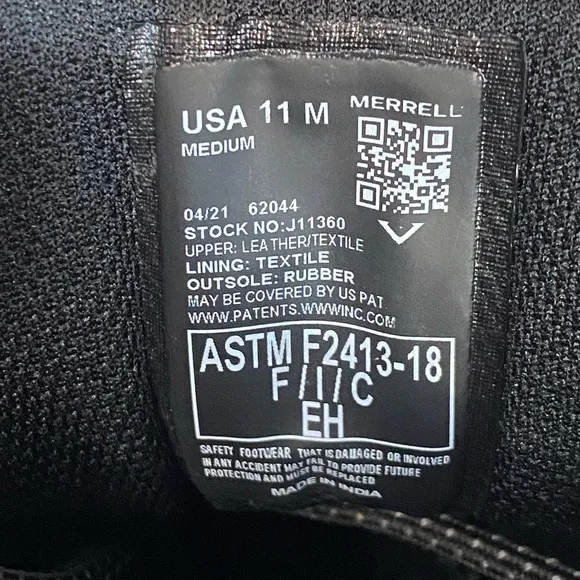 USA 11 M
MEDIUM
MERRELL
04/21 62044
STOCK NO:J11360
UPPER: LEATHER/TEXTILE
LINING: TEXTILE
OUTSOLE: RUBBER
MAY BE COVERED BY US PAT
WWW.PATENTS.WWWINC.COM
ASTM F2413-18
F/I/C
EH
SAFETY FOOTWEAR THAT IS DAMAGED OR INVOLVED
IN ANY ACCIDENT MAY FAIL TO PROVIDE FUTURE
PROTECTION AND MUST BE REPLACED
MADE IN INDIA